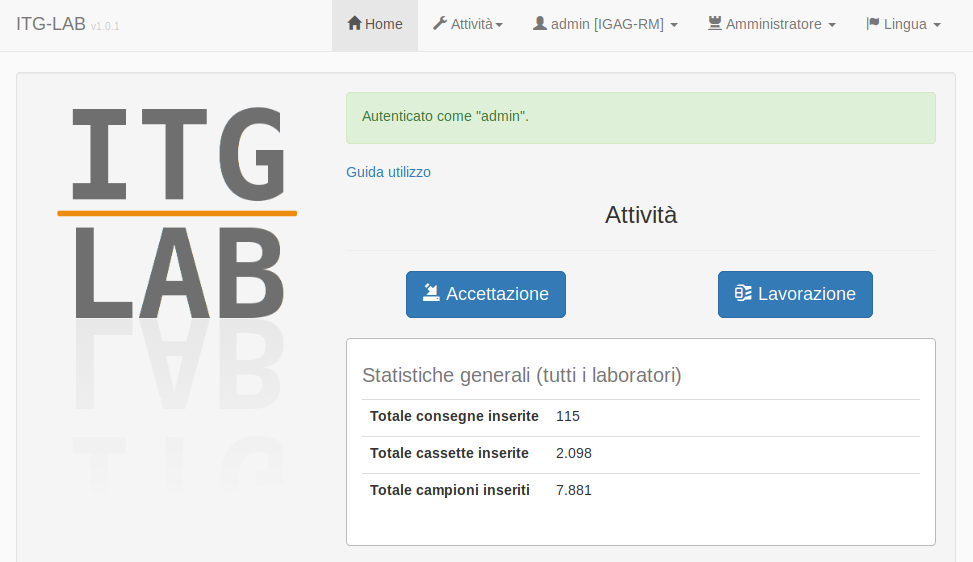 ITG-LAB v1.0.1 Home Attività admin [IGAG-RM] Amministratore Lingua
ITG
LAB
Autenticato come "admin".
Guida utilizzo
Attività
Accettazione Lavorazione
Statistiche generali (tutti i laboratori)
Totale consegne inserite 115
Totale cassette inserite 2.098
Totale campioni inseriti 7.881